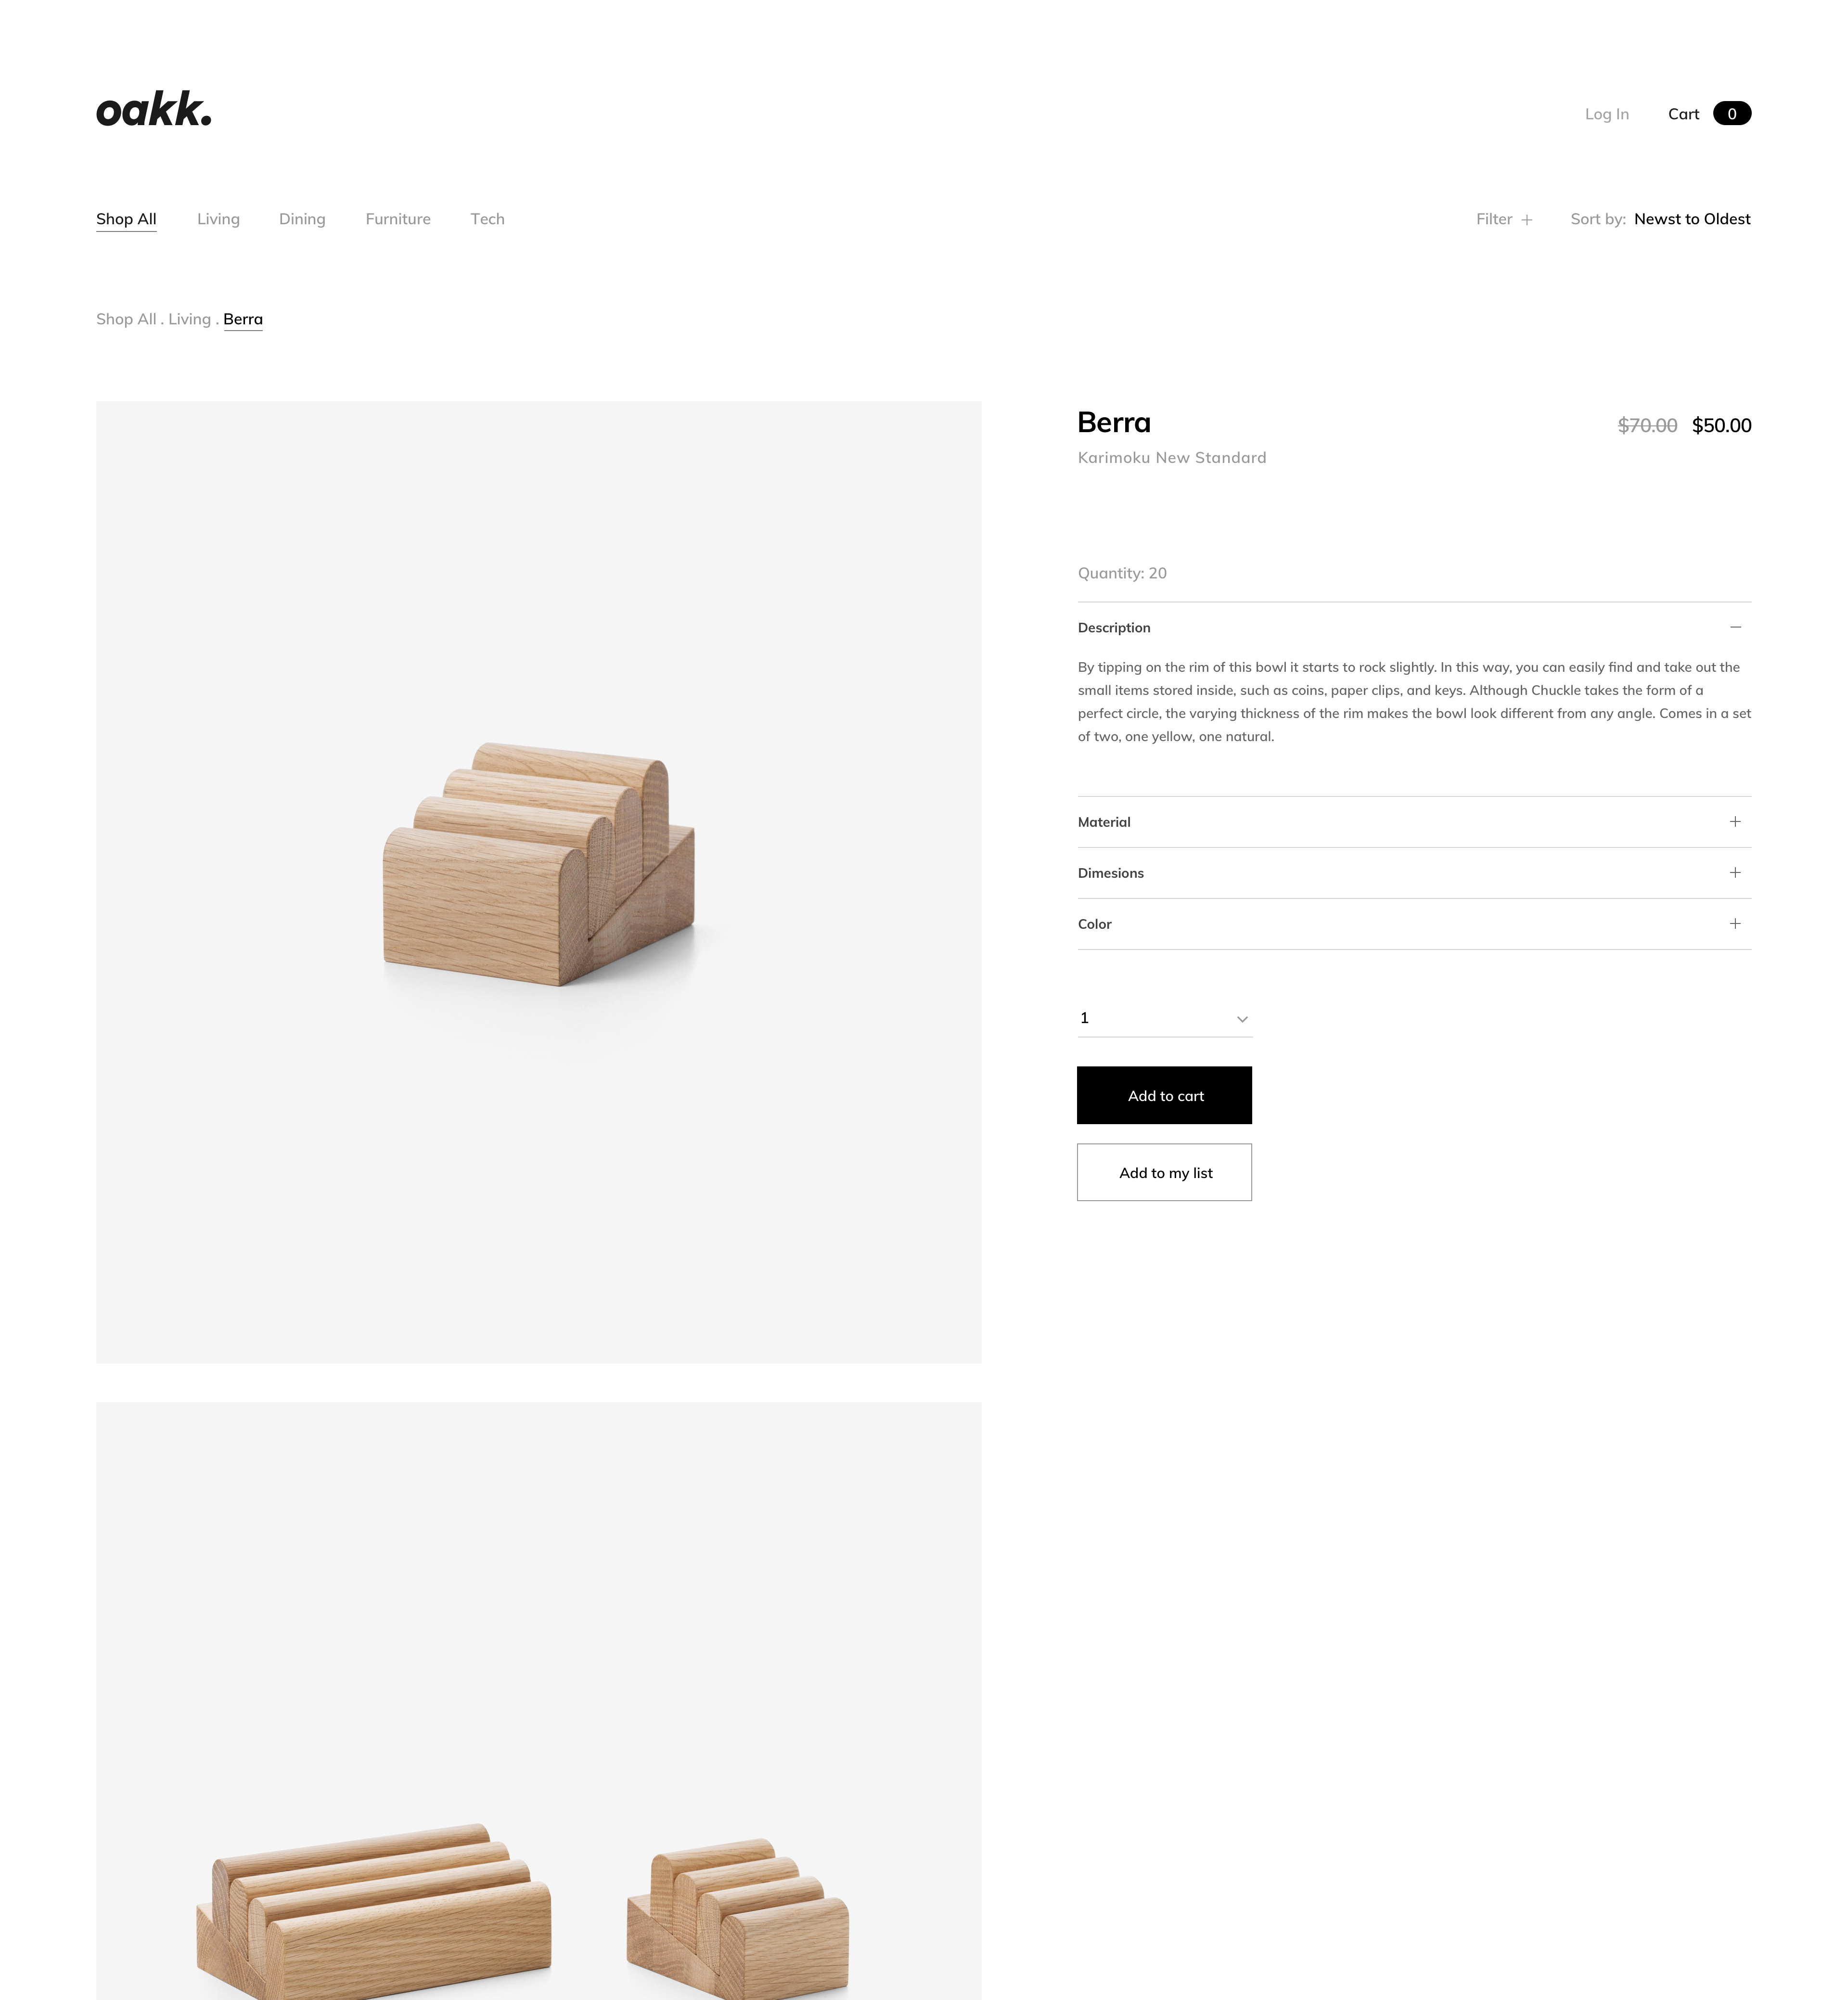 oakk.
Log In Cart 0
Shop All Living Dining Furniture Tech Filter + Sort by: Newst to Oldest
Shop All . Living . Berra
Berra $70.00 $50.00
Karimoku New Standard
Quantity: 20
Description
By tipping on the rim of this bowl it starts to rock slightly. In this way, you can easily find and take out the
small items stored inside, such as coins, paper clips, and keys. Although Chuckle takes the form of a
perfect circle, the varying thickness of the rim makes the bowl look different from any angle. Comes in a set
of two, one yellow, one natural.
Material
Dimesions
Color
1
Add to cart
Add to my list